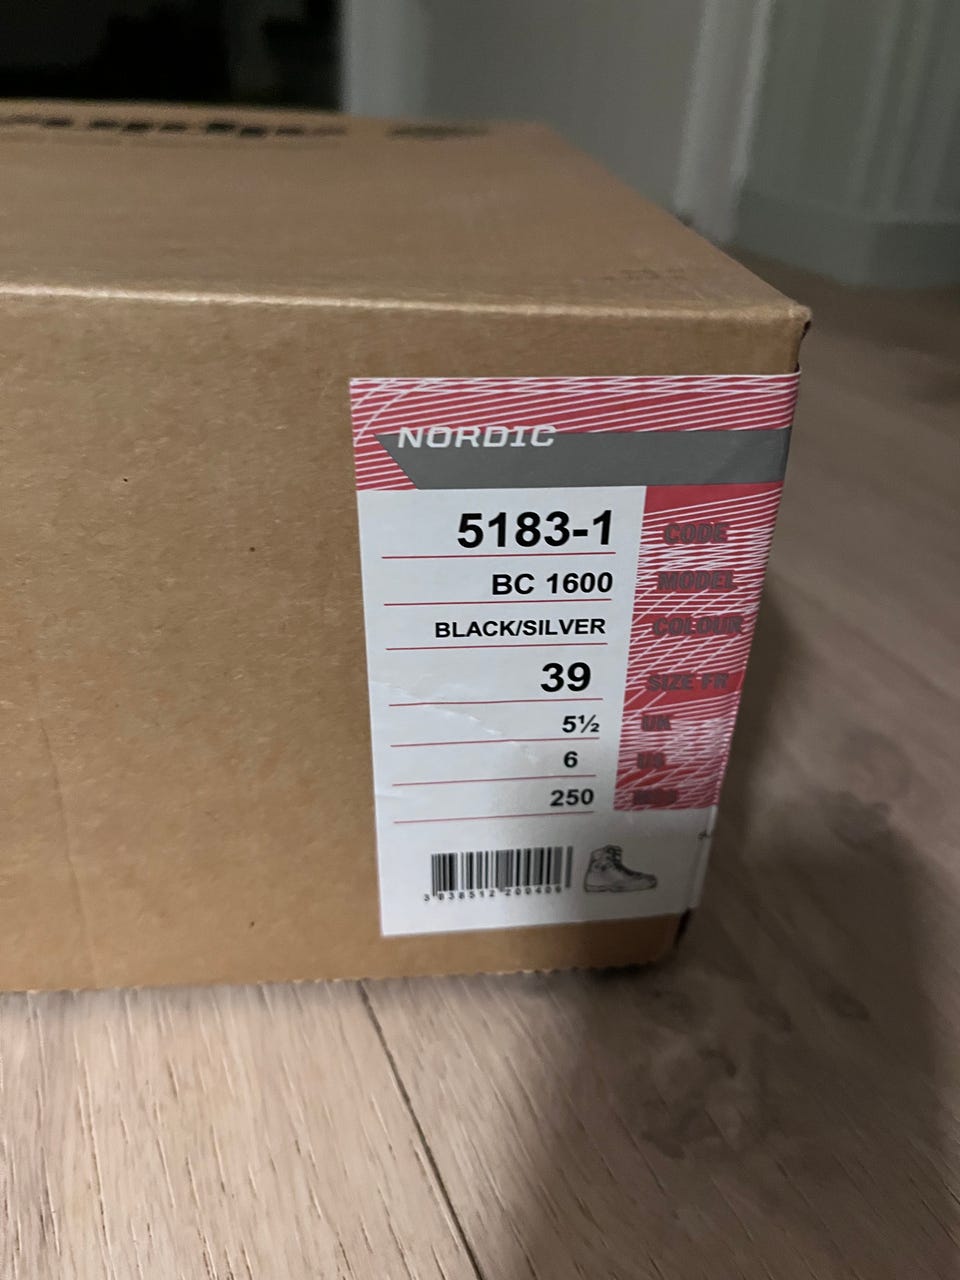 NORDIC
5183-1 CODE
BC 1600 MODEL
BLACK/SILVER COLOUR
39 SIZE FR
5½ UK
6 US
250